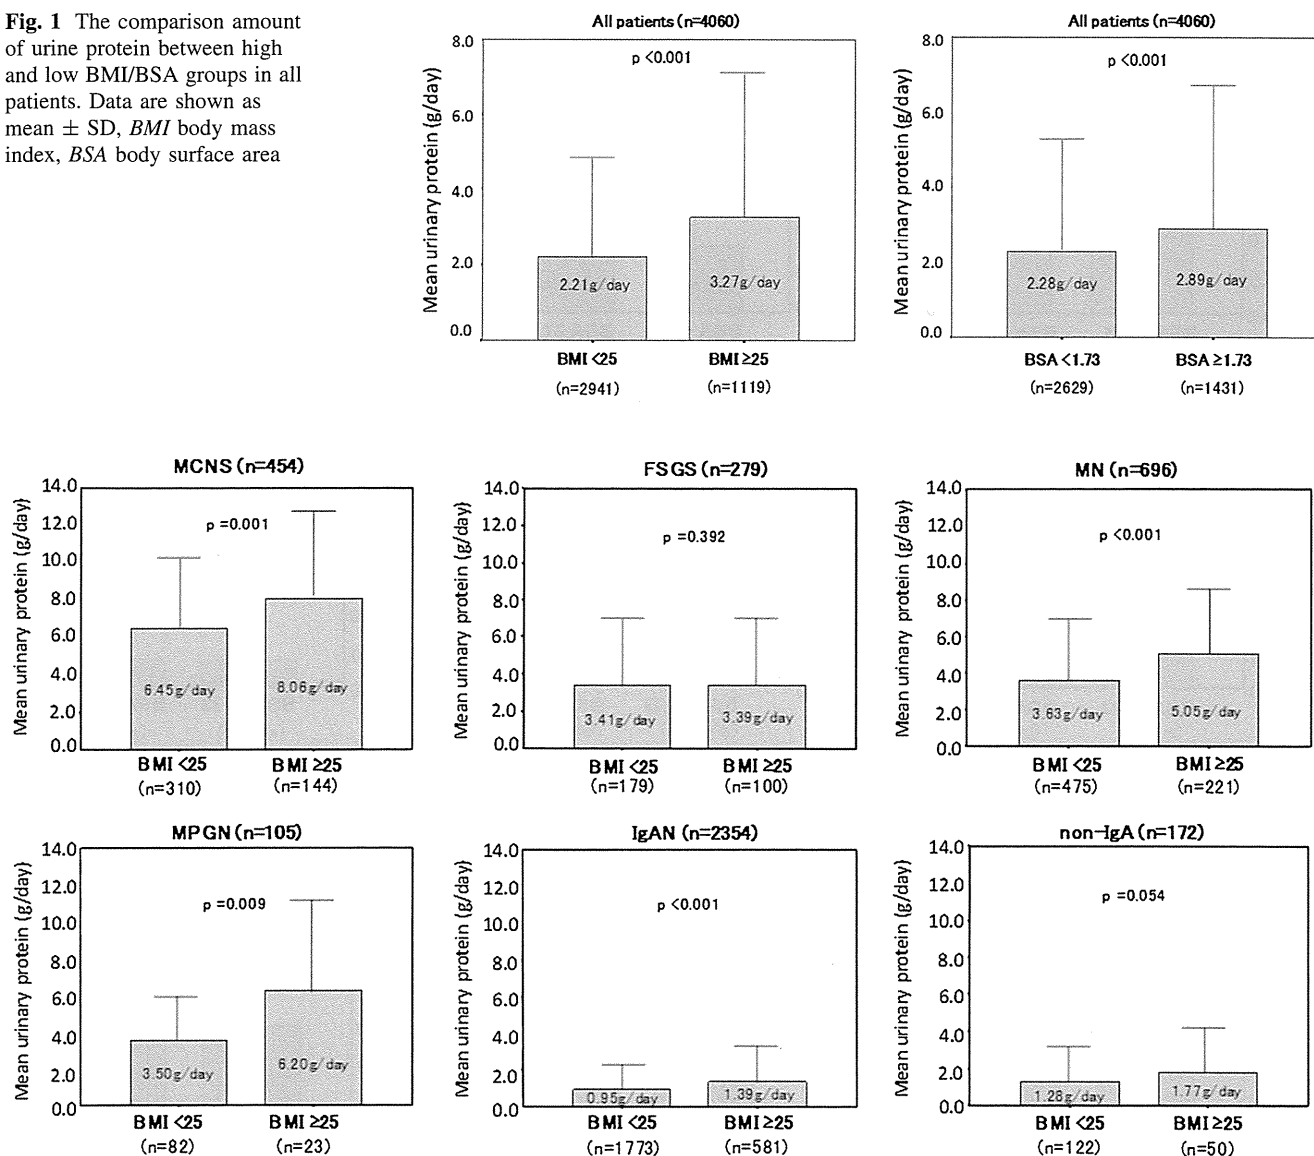 Fig. 1 The comparison amount
of urine protein between high
and low BMI/BSA groups in all
patients. Data are shown as
mean ± SD, BMI body mass
index, BSA body surface area
All patients (n=4060)
Mean urinary protein (g/day)
8.0
6.0
4.0
2.0
0.0
p <0.001
2.21g/day
3.27g/day
BMI <25
BMI ≥25
(n=2941)
(n=1119)
All patients (n=4060)
Mean urinary protein (g/day)
8.0
6.0
4.0
2.0
0.0
p <0.001
2.28g/day
2.89g/day
BSA <1.73
BSA ≥1.73
(n=2629)
(n=1431)
MCNS (n=454)
Mean urinary protein (g/day)
14.0
12.0
10.0
8.0
6.0
4.0
2.0
0.0
p =0.001
6.45g/day
8.06g/day
BMI <25
BMI ≥25
(n=310)
(n=144)
FSGS (n=279)
Mean urinary protein (g/day)
14.0
12.0
10.0
8.0
6.0
4.0
2.0
0.0
p =0.392
3.41g/day
3.39g/day
BMI <25
BMI ≥25
(n=179)
(n=100)
MN (n=696)
Mean urinary protein (g/day)
14.0
12.0
10.0
8.0
6.0
4.0
2.0
0.0
p <0.001
3.63g/day
5.05g/day
BMI <25
BMI ≥25
(n=475)
(n=221)
MPGN (n=105)
Mean urinary protein (g/day)
14.0
12.0
10.0
8.0
6.0
4.0
2.0
0.0
p =0.009
3.50g/day
6.20g/day
BMI <25
BMI ≥25
(n=82)
(n=23)
IgAN (n=2354)
Mean urinary protein (g/day)
14.0
12.0
10.0
8.0
6.0
4.0
2.0
0.0
p <0.001
0.95g/day
1.39g/day
BMI <25
BMI ≥25
(n=1773)
(n=581)
non-IgA (n=172)
Mean urinary protein (g/day)
14.0
12.0
10.0
8.0
6.0
4.0
2.0
0.0
p =0.054
1.28g/day
1.77g/day
BMI <25
BMI ≥25
(n=122)
(n=50)